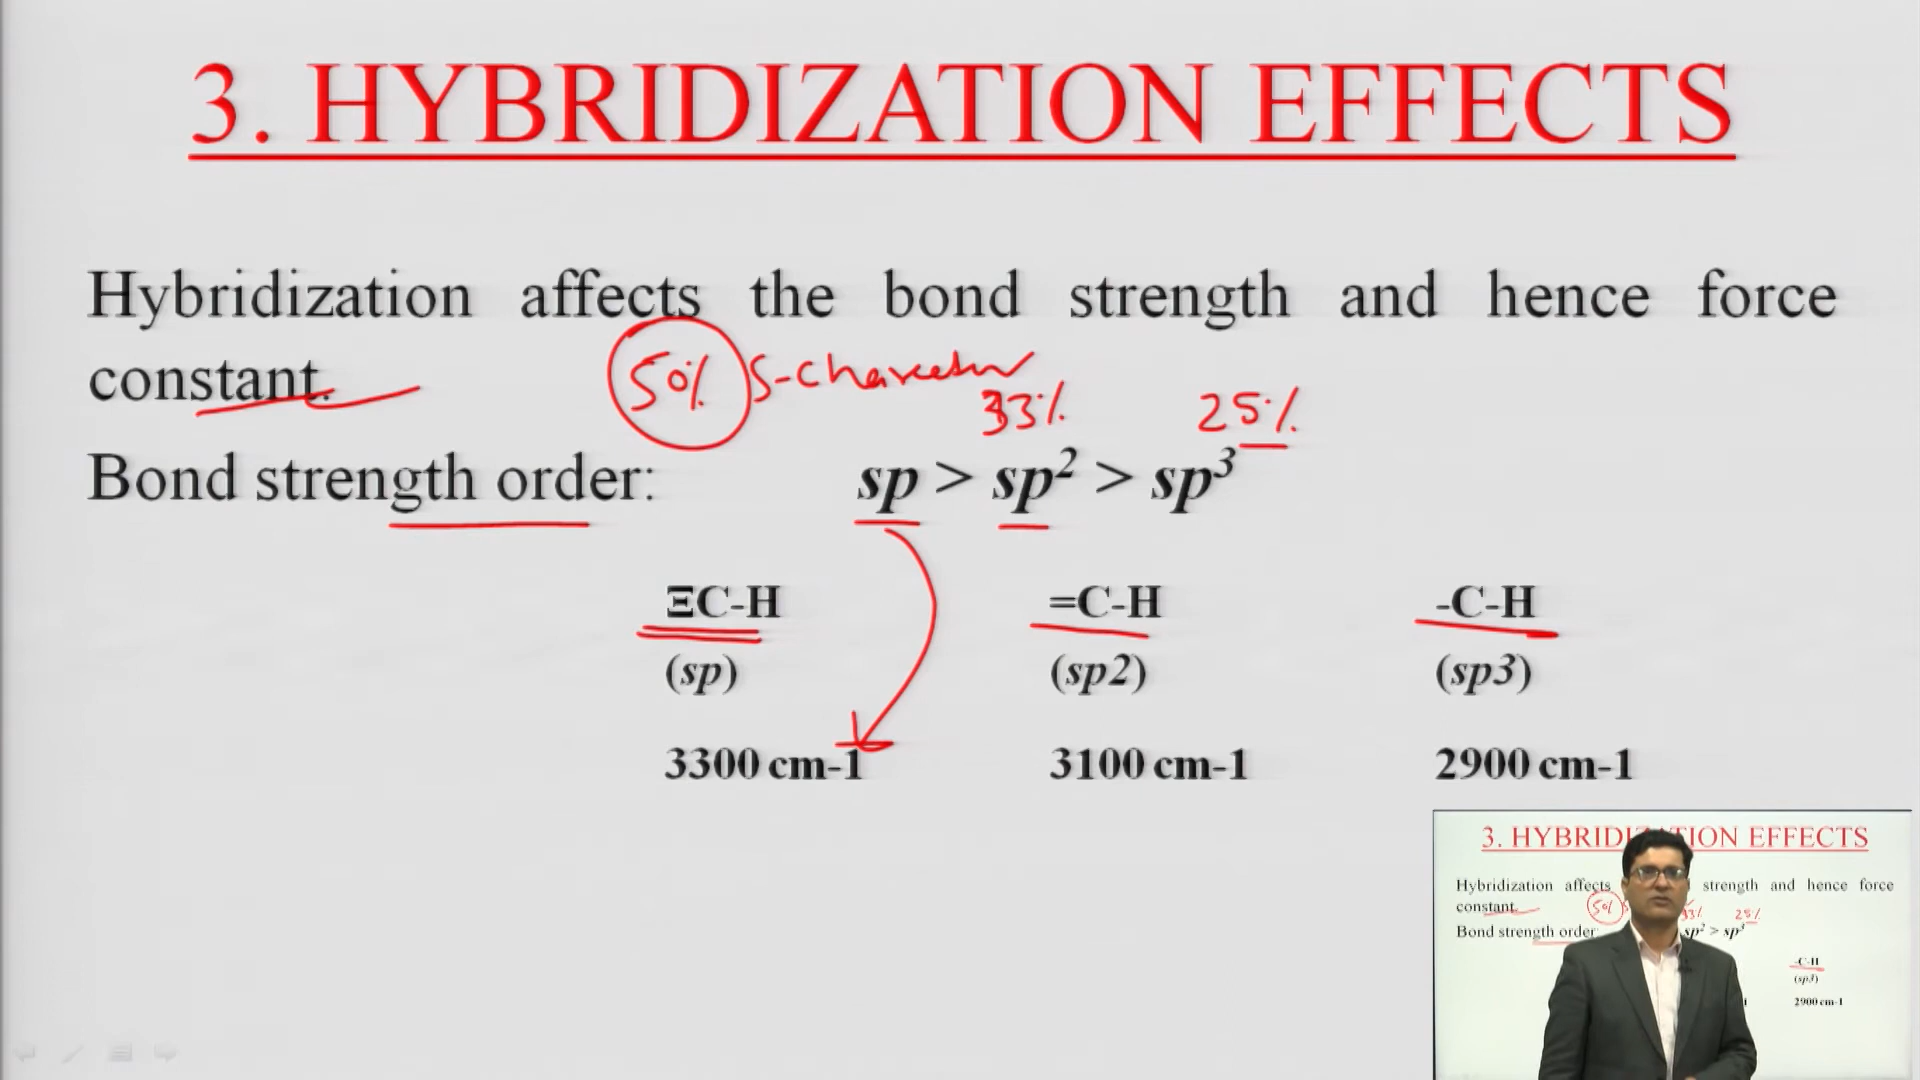 3. HYBRIDIZATION EFFECTS
Hybridization affects the bond strength and hence force
constant.
50% S-character
33%
25%
Bond strength order: sp > sp² > sp³
ΞC-H =C-H -C-H
(sp) (sp2) (sp3)
3300 cm-1 3100 cm-1 2900 cm-1
3. HYBRIDIZATION EFFECTS
Hybridization affects strength and hence force
constant.
50% 33% 25%
Bond strength order: sp² > sp³
-C-H
(sp3)
2900 cm-1